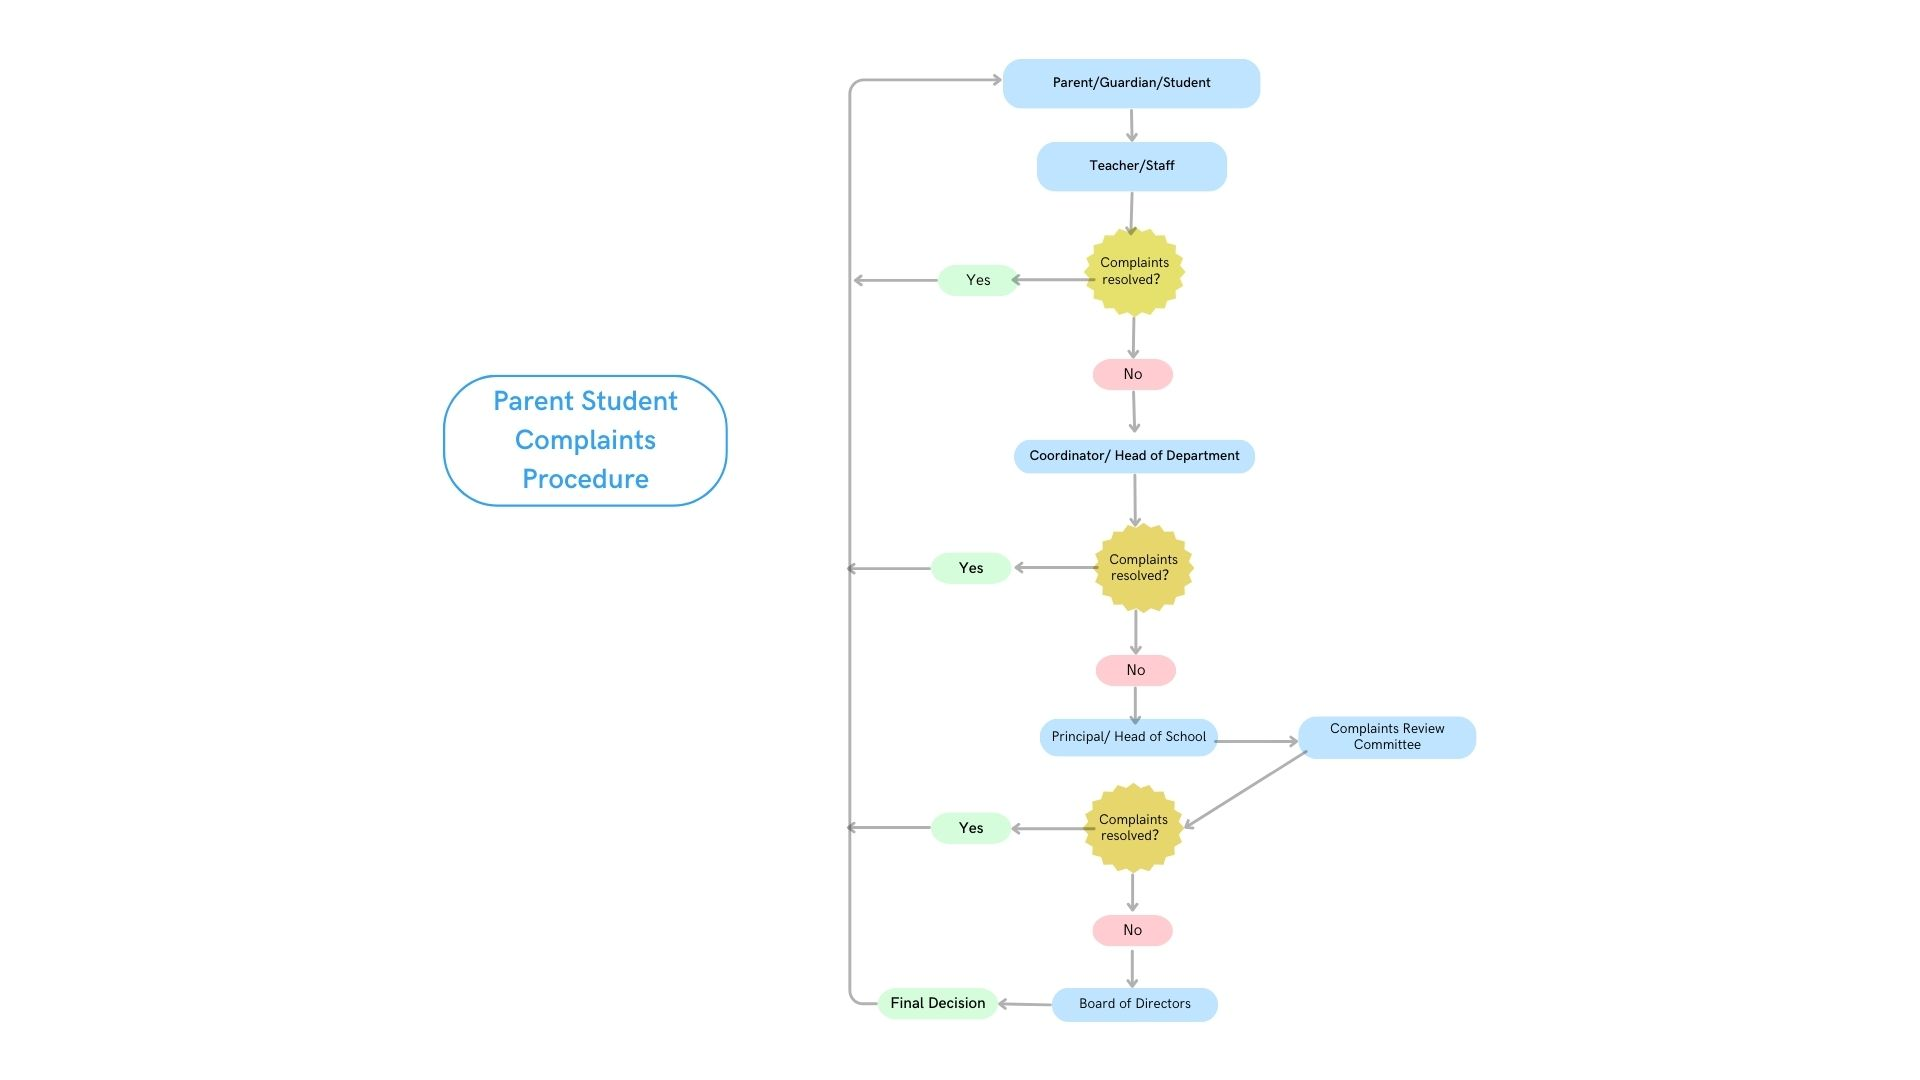 Parent Student
Complaints
Procedure
Parent/Guardian/Student
Teacher/Staff
Complaints
resolved?
Yes
No
Coordinator/ Head of Department
Complaints
resolved?
Yes
No
Principal/ Head of School
Complaints Review
Committee
Complaints
resolved?
Yes
No
Board of Directors
Final Decision